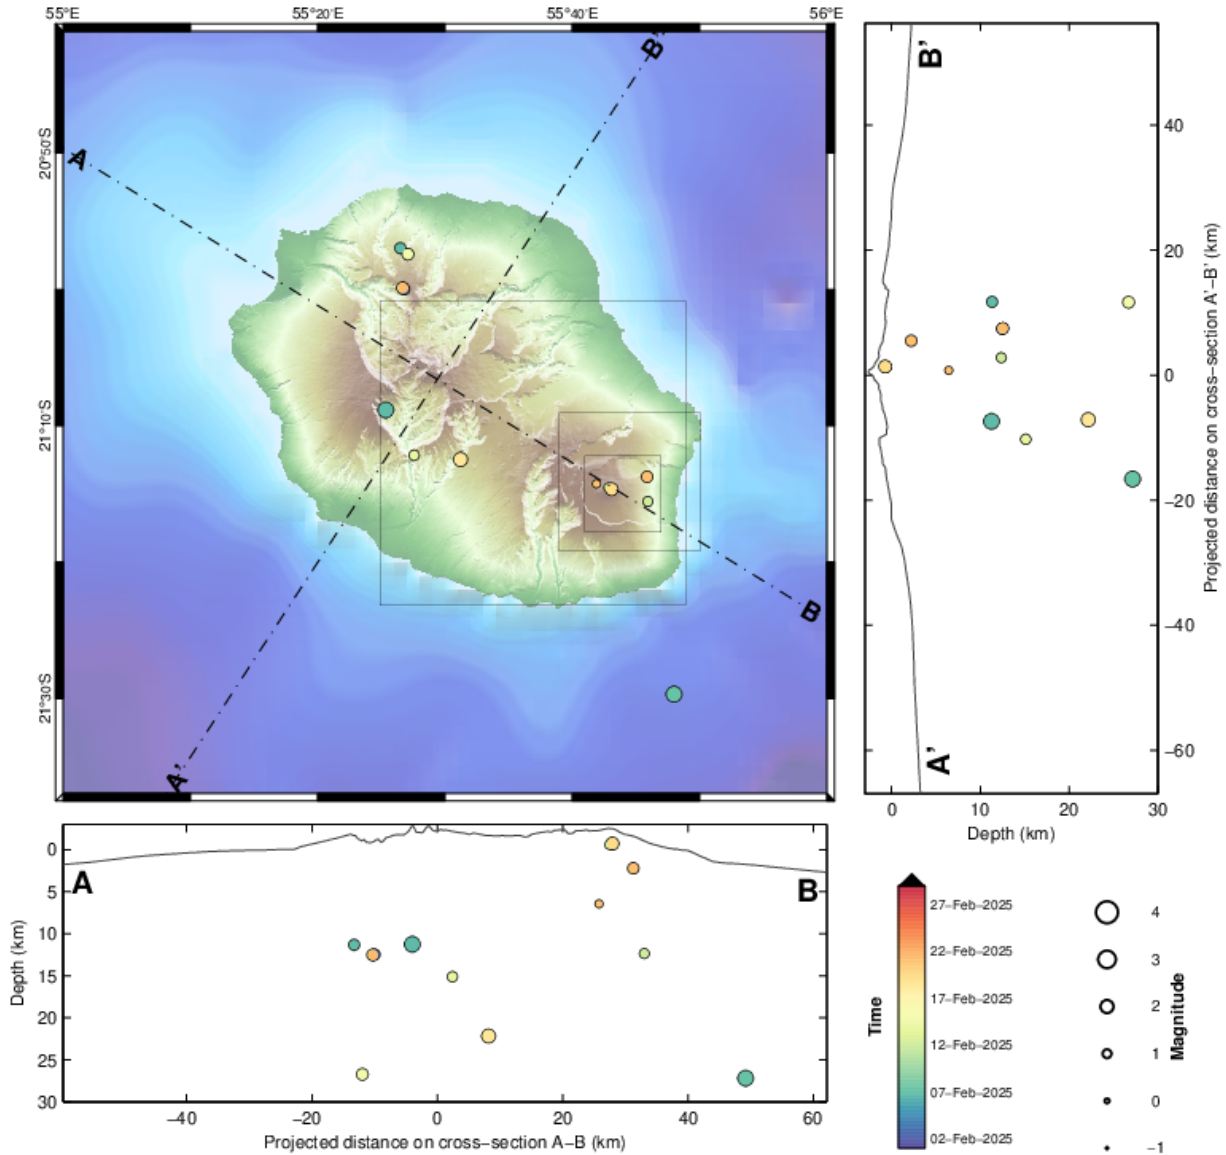 55°E
55°20'E
55°40'E
56°E
20°50'S
21°10'S
21°30'S
A
B'
A'
B
B'
A'
40
20
0
−20
−40
−60
Projected distance on cross−section A'−B' (km)
0
10
20
30
Depth (km)
A
B
0
5
10
15
20
25
30
Depth (km)
−40
−20
0
20
40
60
Projected distance on cross−section A−B (km)
Time
27−Feb−2025
22−Feb−2025
17−Feb−2025
12−Feb−2025
07−Feb−2025
02−Feb−2025
4
3
2
1
0
−1
Magnitude